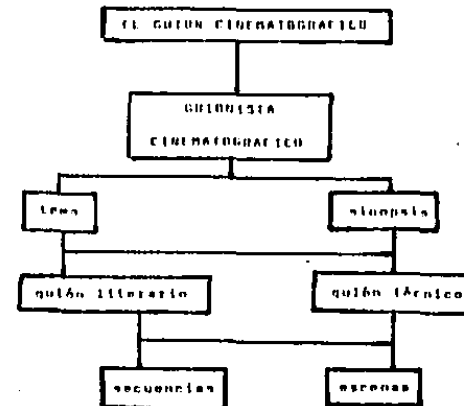 EL GUION CINEMATOGRAFICO
GUIONISTA
CINEMATOGRAFICO
tema
sinopsis
guión literario
guión técnico
secuencias
escenas